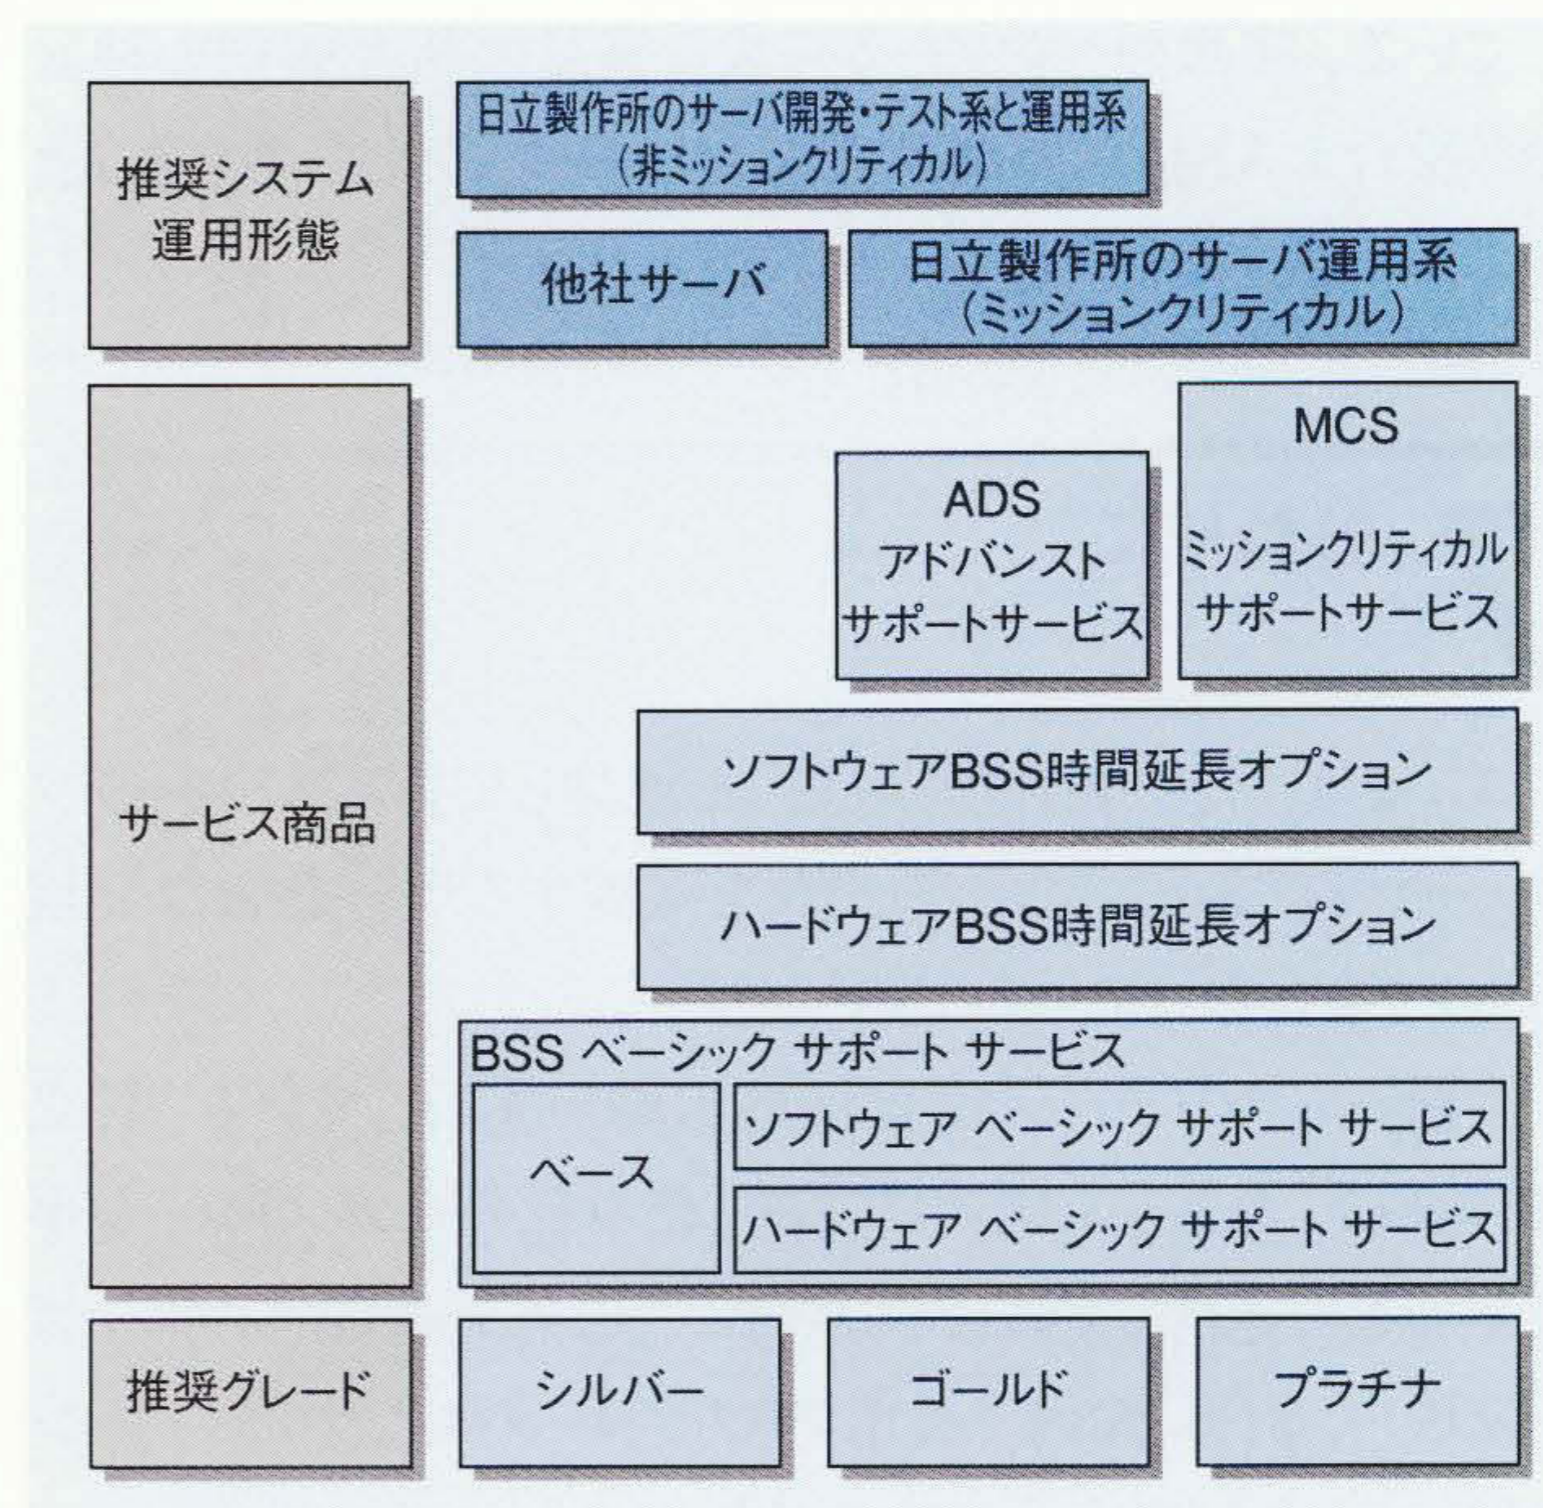 推奨システム
運用形態
日立製作所のサーバ開発・テスト系と運用系
（非ミッションクリティカル）
他社サーバ
日立製作所のサーバ運用系
（ミッションクリティカル）
サービス商品
MCS
ミッションクリティカル
サポートサービス
ADS
アドバンスト
サポートサービス
ソフトウェアBSS時間延長オプション
ハードウェアBSS時間延長オプション
BSS ベーシック サポート サービス
ベース
ソフトウェア ベーシック サポート サービス
ハードウェア ベーシック サポート サービス
推奨グレード
シルバー
ゴールド
プラチナ